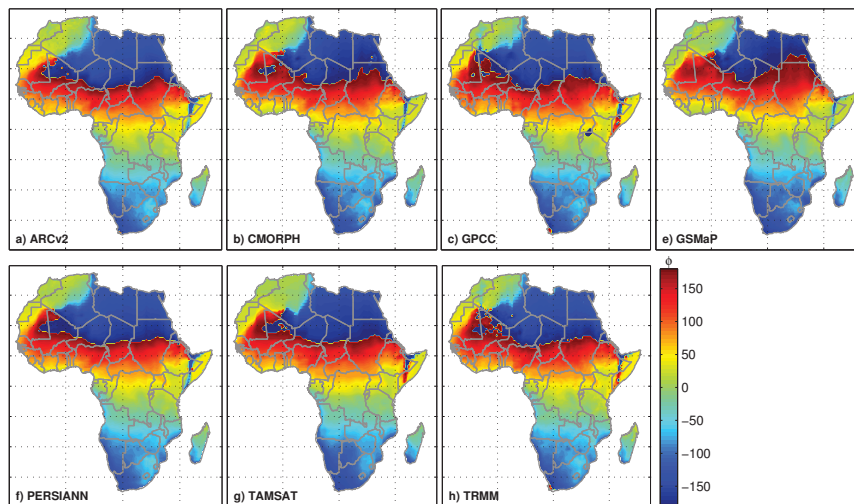 a) ARCv2
b) CMORPH
c) GPCC
e) GSMaP
f) PERSIANN
g) TAMSAT
h) TRMM
ϕ
150
100
50
0
−50
−100
−150